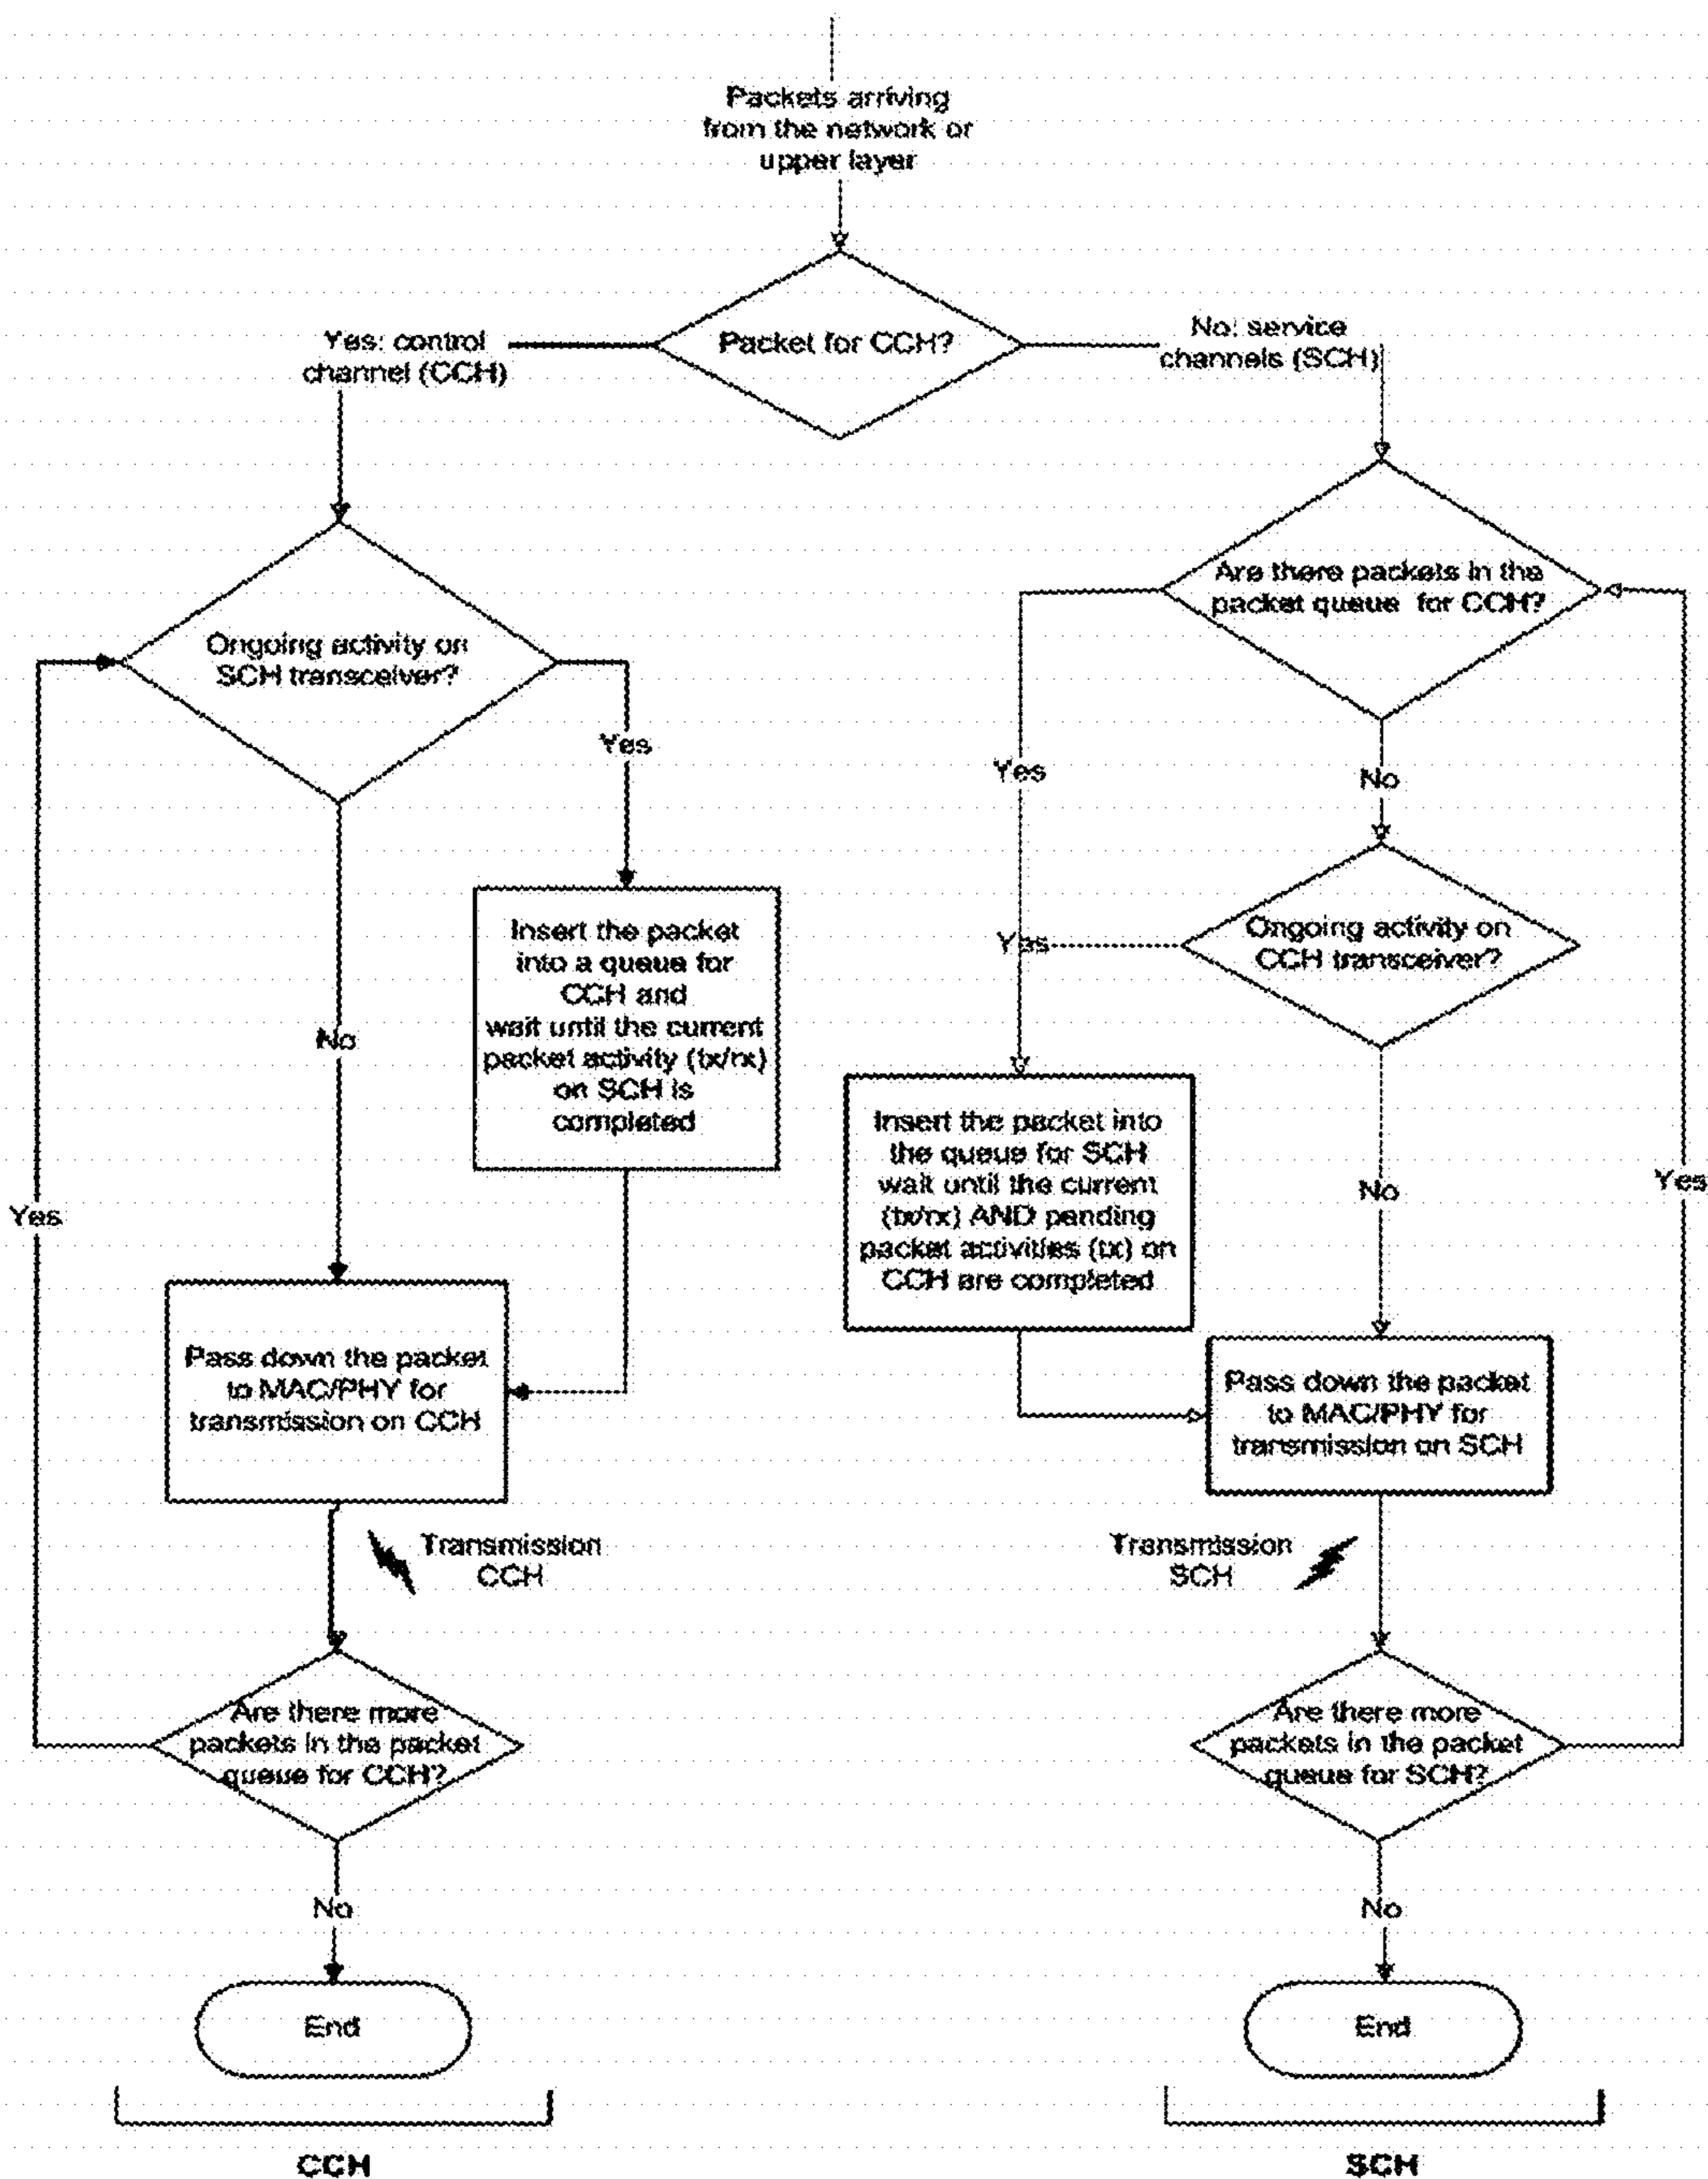 Packets arriving
from the network or
upper layer
Packet for CCH?
Yes: control
channel (CCH)
No: service
channels (SCH)
Ongoing activity on
SCH transceiver?
Yes
No
Insert the packet
into a queue for
CCH and
wait until the current
packet activity (tx/rx)
on SCH is
completed
Yes
Pass down the packet
to MAC/PHY for
transmission on CCH
Transmission
CCH
Are there more
packets in the packet
queue for CCH?
No
End
CCH
Are there packets in the
packet queue for CCH?
Yes
No
Ongoing activity on
CCH transceiver?
Yes
No
Insert the packet into
the queue for SCH
wait until the current
(tx/rx) AND pending
packet activities (tx) on
CCH are completed
Yes
Pass down the packet
to MAC/PHY for
transmission on SCH
Transmission
SCH
Are there more
packets in the packet
queue for SCH?
No
End
SCH